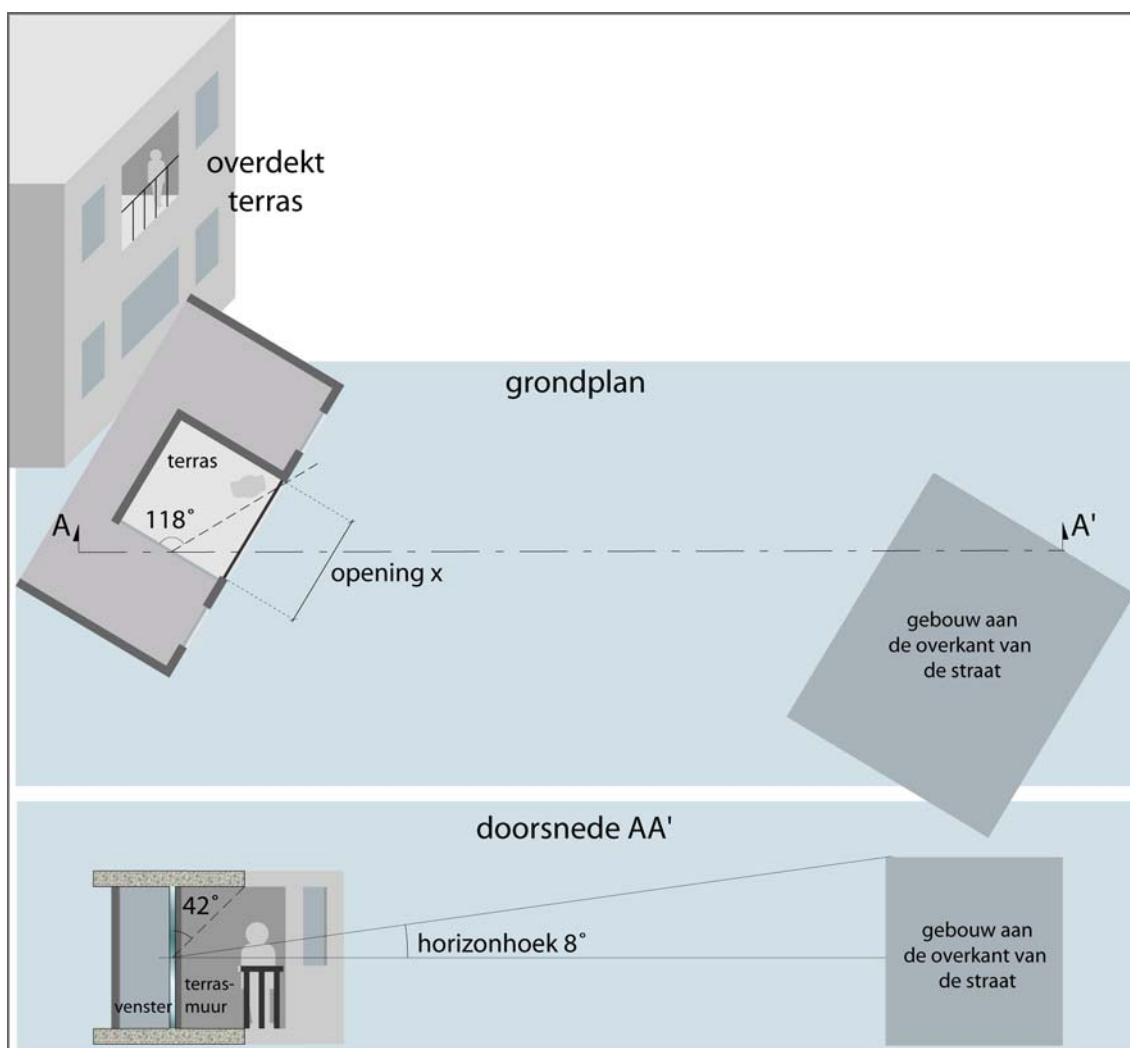 overdekt
terras
grondplan
terras
118°
A
A'
opening x
gebouw aan
de overkant van
de straat
doorsnede AA'
42°
horizonhoek 8°
venster
terras-
muur
gebouw aan
de overkant van
de straat